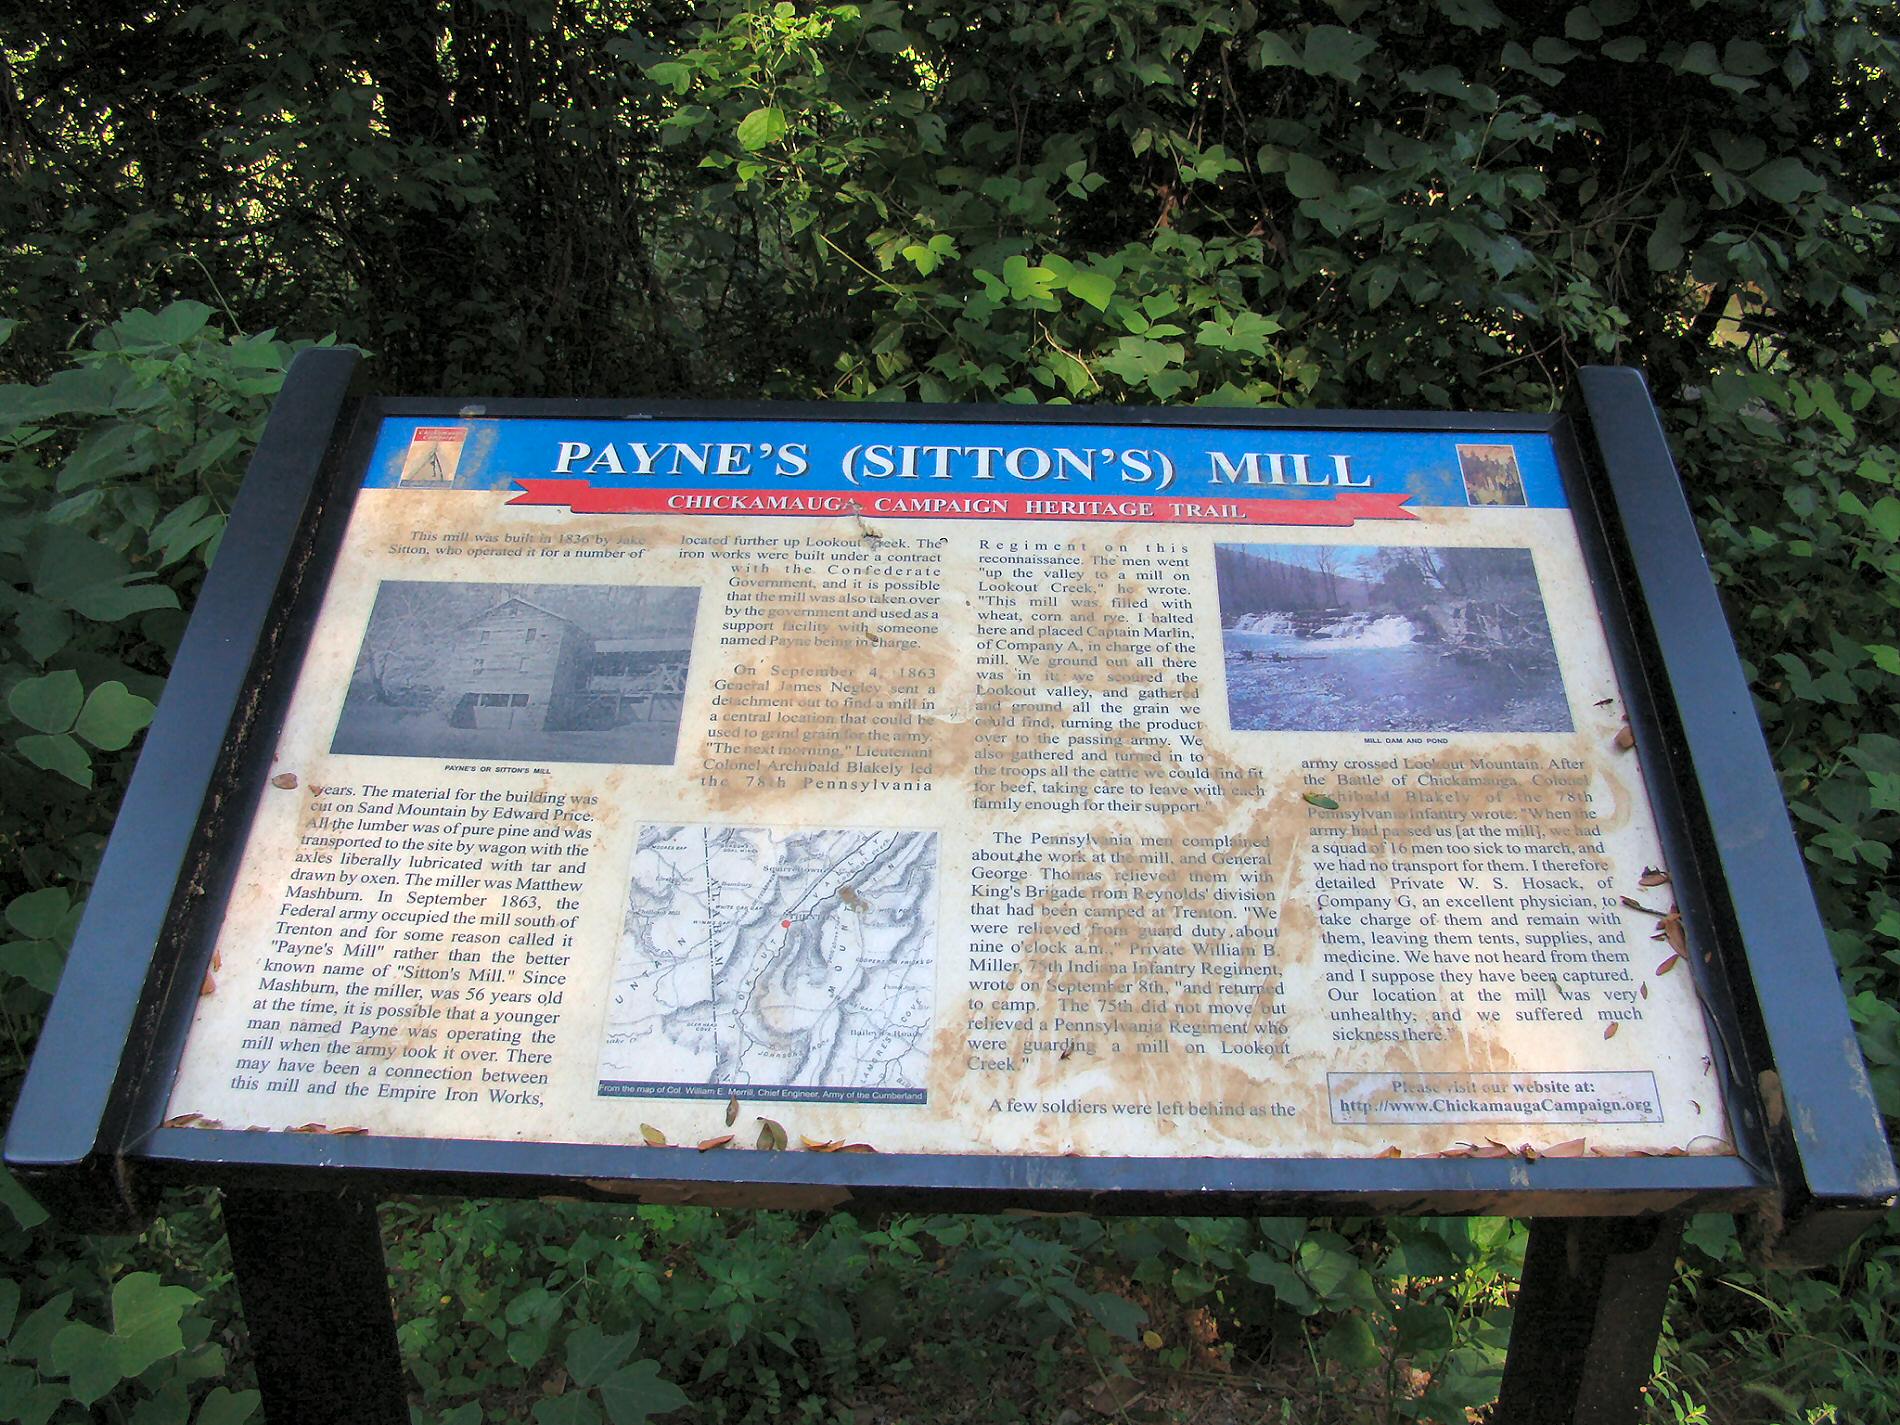 PAYNE'S (SITTON'S) MILL
CHICKAMAUGA CAMPAIGN HERITAGE TRAIL
This mill was built in 1836 by Jake
Sitton, who operated it for a number of
PAYNE'S OR SITTON'S MILL
years. The material for the building was
cut on Sand Mountain by Edward Price.
All the lumber was of pure pine and was
transported to the site by wagon with the
axles liberally lubricated with tar and
drawn by oxen. The miller was Matthew
Mashburn. In September 1863, the
Federal army occupied the mill south of
Trenton and for some reason called it
"Payne's Mill" rather than the better
known name of "Sitton's Mill." Since
Mashburn, the miller, was 56 years old
at the time, it is possible that a younger
man named Payne was operating the
mill when the army took it over. There
may have been a connection between
this mill and the Empire Iron Works,
located further up Lookout Creek. The
iron works were built under a contract
with the Confederate
Government, and it is possible
that the mill was also taken over
by the government and used as a
support facility with someone
named Payne being in charge.
On September 4, 1863
General James Negley sent a
detachment out to find a mill in
a central location that could be
used to grind grain for the army.
"The next morning," Lieutenant
Colonel Archibald Blakely led
the 78th Pennsylvania
From the map of Col. William E. Merrill, Chief Engineer, Army of the Cumberland
Regiment on this
reconnaissance. The men went
"up the valley to a mill on
Lookout Creek," he wrote.
"This mill was filled with
wheat, corn and rye. I halted
here and placed Captain Marlin,
of Company A, in charge of the
mill. We ground out all there
was in it; we scoured the
Lookout valley, and gathered
and ground all the grain we
could find, turning the product
over to the passing army. We
also gathered and turned in to
the troops all the cattle we could find fit
for beef, taking care to leave with each
family enough for their support."
The Pennsylvania men complained
about the work at the mill, and General
George Thomas relieved them with
King's Brigade from Reynolds' division
that had been camped at Trenton. "We
were relieved from guard duty about
nine o'clock a.m.," Private William B.
Miller, 75th Indiana Infantry Regiment,
wrote on September 8th, "and returned
to camp. The 75th did not move but
relieved a Pennsylvania Regiment who
were guarding a mill on Lookout
Creek."
A few soldiers were left behind as the
MILL DAM AND POND
army crossed Lookout Mountain. After
the Battle of Chickamauga, Colonel
Archibald Blakely of the 78th
Pennsylvania Infantry wrote: "When the
army had passed us [at the mill], we had
a squad of 16 men too sick to march, and
we had no transport for them. I therefore
detailed Private W. S. Hosack, of
Company G, an excellent physician, to
take charge of them and remain with
them, leaving them tents, supplies, and
medicine. We have not heard from them
and I suppose they have been captured.
Our location at the mill was very
unhealthy, and we suffered much
sickness there."
Please visit our website at:
http://www.ChickamaugaCampaign.org